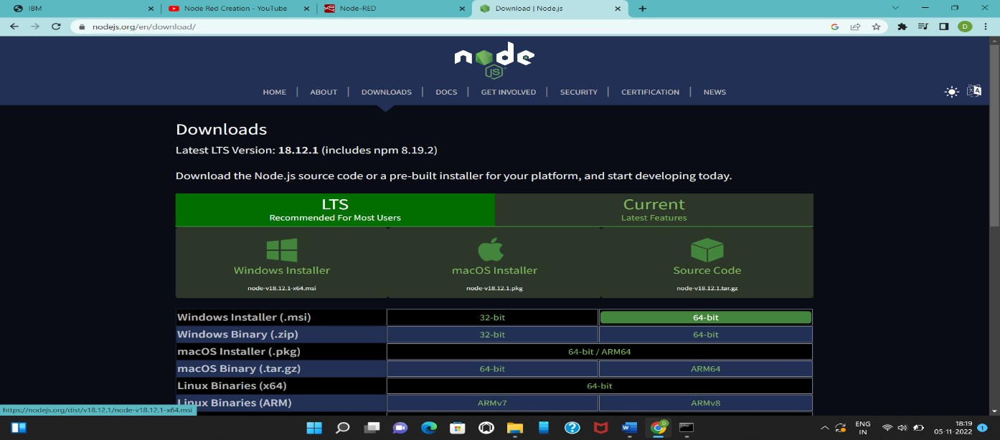 IBM
Node Red Creation - YouTube
Node-RED
Download | Node.js
nodejs.org/en/download/
D
node
JS
HOME | ABOUT | DOWNLOADS | DOCS | GET INVOLVED | SECURITY | CERTIFICATION | NEWS
Downloads
Latest LTS Version: 18.12.1 (includes npm 8.19.2)
Download the Node.js source code or a pre-built installer for your platform, and start developing today.
LTS
Recommended For Most Users
Current
Latest Features
Windows Installer
node-v18.12.1-x64.msi
macOS Installer
node-v18.12.1.pkg
Source Code
node-v18.12.1.tar.gz
Windows Installer (.msi) 32-bit 64-bit
Windows Binary (.zip) 32-bit 64-bit
macOS Installer (.pkg) 64-bit / ARM64
macOS Binary (.tar.gz) 64-bit ARM64
Linux Binaries (x64) 64-bit
Linux Binaries (ARM) ARMv7 ARMv8
https://nodejs.org/dist/v18.12.1/node-v18.12.1-x64.msi
ENG
IN
18:19
05-11-2022
1